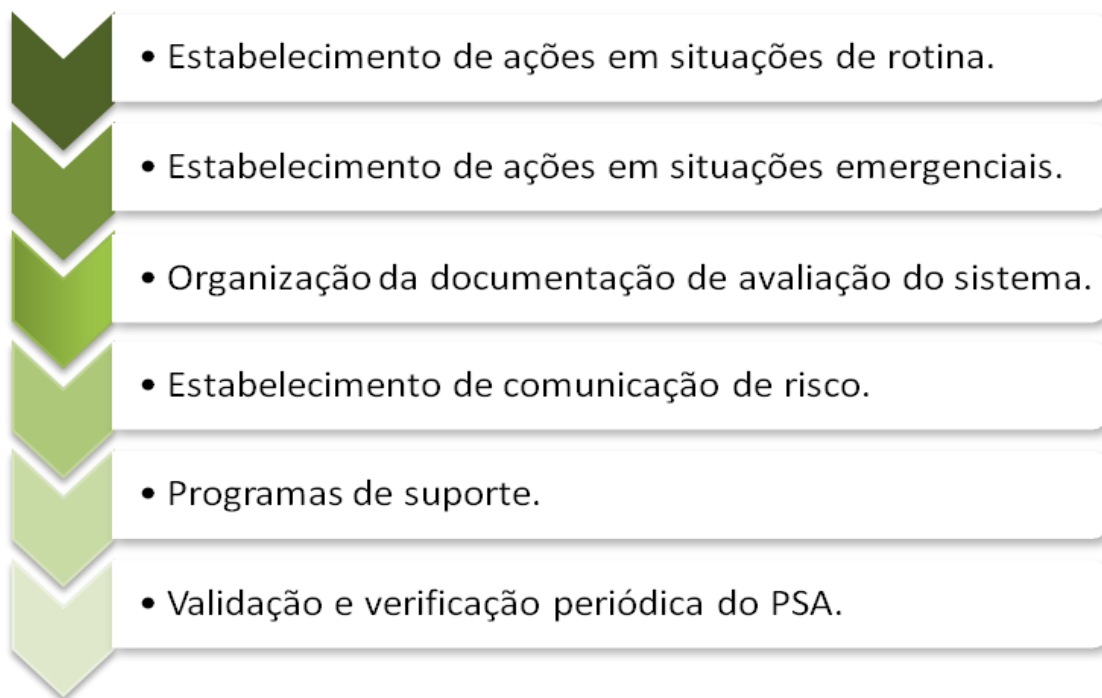 • Estabelecimento de ações em situações de rotina.
• Estabelecimento de ações em situações emergenciais.
• Organização da documentação de avaliação do sistema.
• Estabelecimento de comunicação de risco.
• Programas de suporte.
• Validação e verificação periódica do PSA.